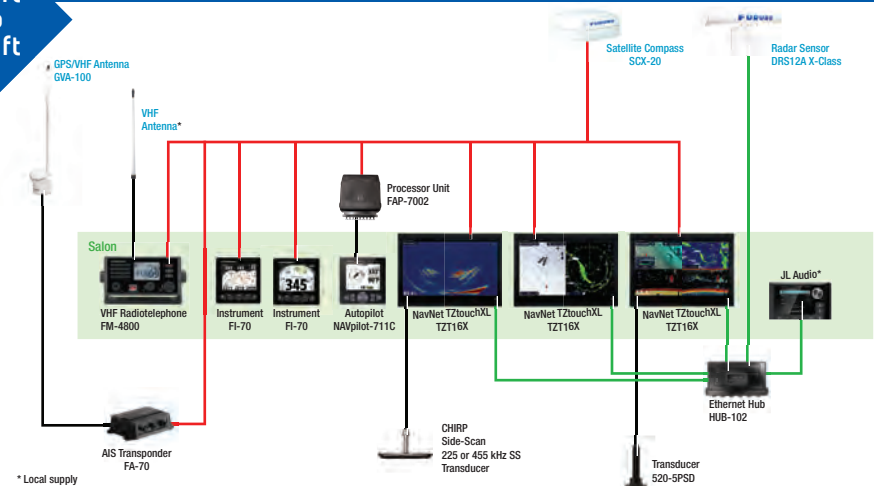 ft
GPS/VHF Antenna
GVA-100
VHF
Antenna*
FURUNO
Satellite Compass
SCX-20
FURUNO
Radar Sensor
DRS12A X-Class
Processor Unit
FAP-7002
Salon
345
VHF Radiotelephone
FM-4800
Instrument
FI-70
Instrument
FI-70
Autopilot
NAVpilot-711C
NavNet TZtouchXL
TZT16X
NavNet TZtouchXL
TZT16X
NavNet TZtouchXL
TZT16X
JL Audio*
Ethernet Hub
HUB-102
AIS Transponder
FA-70
CHIRP
Side-Scan
225 or 455 kHz SS
Transducer
Transducer
520-5PSD
* Local supply